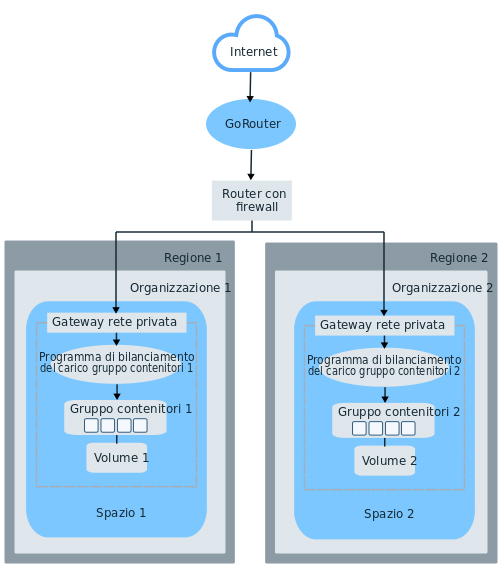 Internet
GoRouter
Router con
firewall
Regione 1
Organizzazione 1
Gateway rete privata
Programma di bilanciamento
del carico gruppo contenitori 1
Gruppo contenitori 1
Volume 1
Spazio 1
Regione 2
Organizzazione 2
Gateway rete privata
Programma di bilanciamento
del carico gruppo contenitori 2
Gruppo contenitori 2
Volume 2
Spazio 2